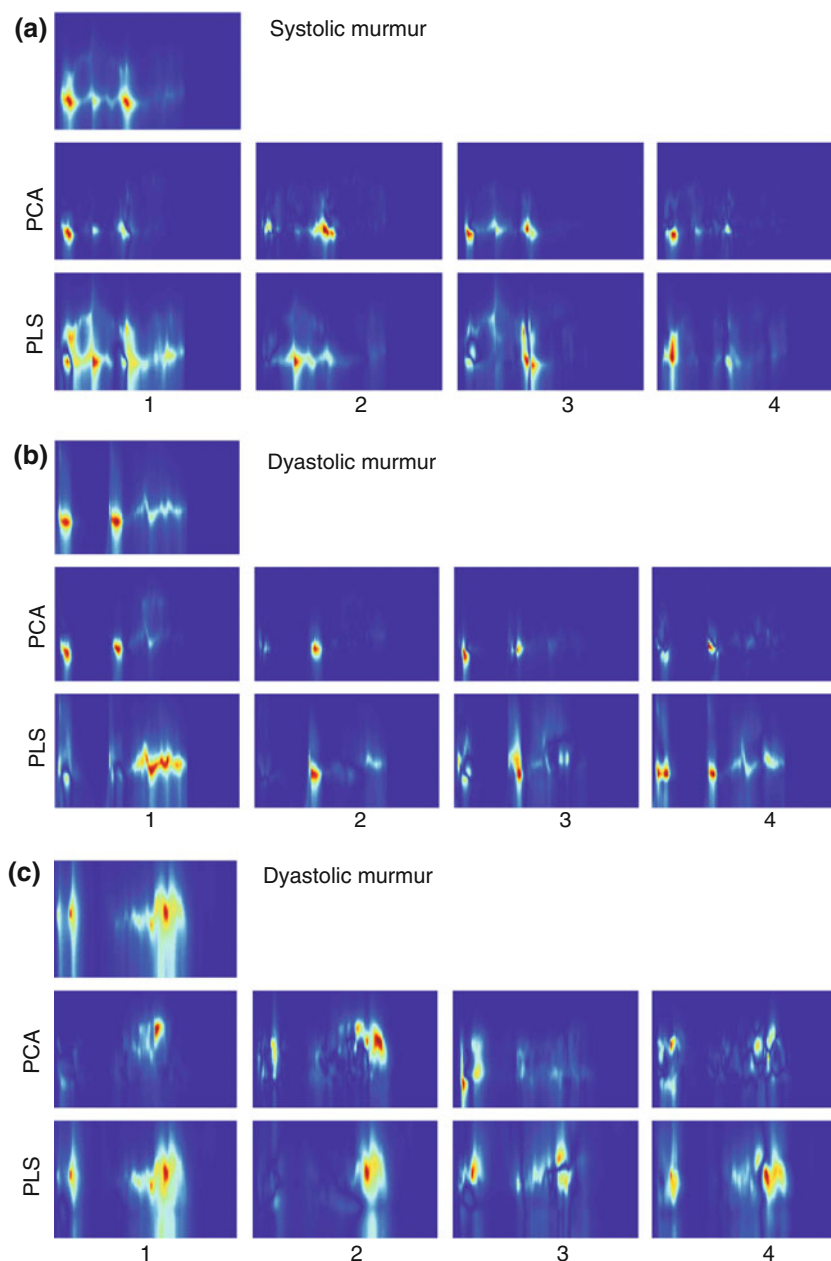 (a) Systolic murmur
PCA
PLS
1 2 3 4
(b) Dyastolic murmur
PCA
PLS
1 2 3 4
(c) Dyastolic murmur
PCA
PLS
1 2 3 4